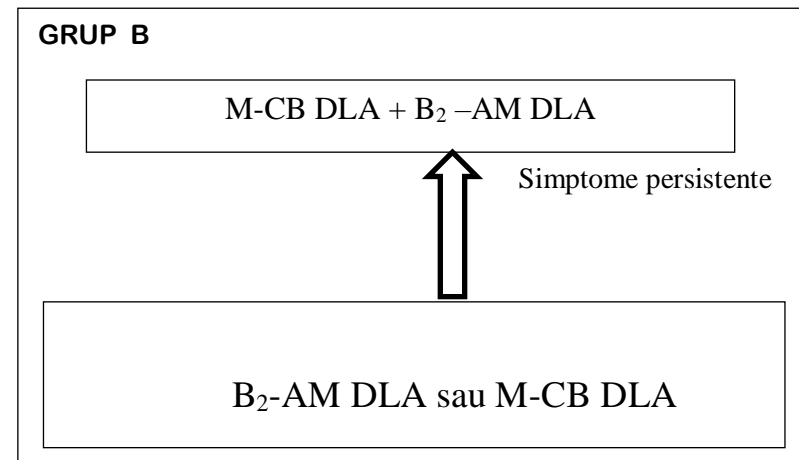 GRUP B
M-CB DLA + B₂ –AM DLA
Simptome persistente
B₂-AM DLA sau M-CB DLA